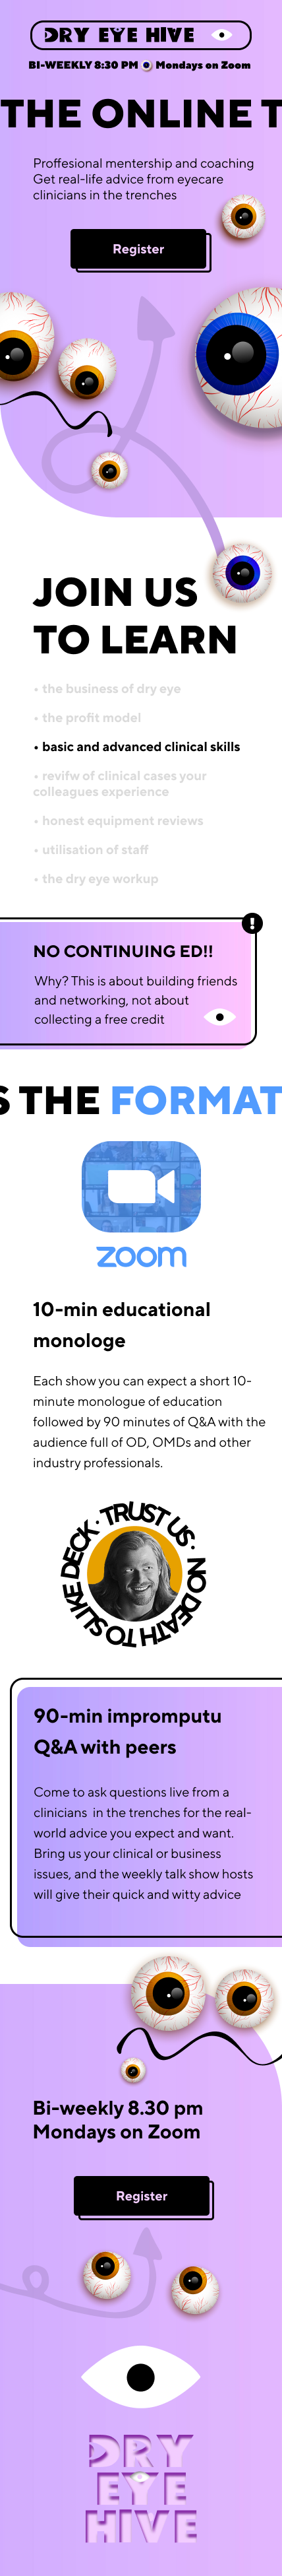 DRY EYE HIVE
BI-WEEKLY 8:30 PM Mondays on Zoom
THE ONLINE T
Proffesional mentership and coaching
Get real-life advice from eyecare
clinicians in the trenches
Register
JOIN US
TO LEARN
• the business of dry eye
• the profit model
• basic and advanced clinical skills
• revifw of clinical cases your
colleagues experience
• honest equipment reviews
• utilisation of staff
• the dry eye workup
!
NO CONTINUING ED!!
Why? This is about building friends
and networking, not about
collecting a free credit
S THE FORMAT
zoom
10-min educational
monologe
Each show you can expect a short 10-
minute monologue of education
followed by 90 minutes of Q&A with the
audience full of OD, OMDs and other
industry professionals.
TRUST US · NO DEATH TO SLIKE DECK ·
90-min impromputu
Q&A with peers
Come to ask questions live from a
clinicians in the trenches for the real-
world advice you expect and want.
Bring us your clinical or business
issues, and the weekly talk show hosts
will give their quick and witty advice
Bi-weekly 8.30 pm
Mondays on Zoom
Register
DRY
EYE
HIVE